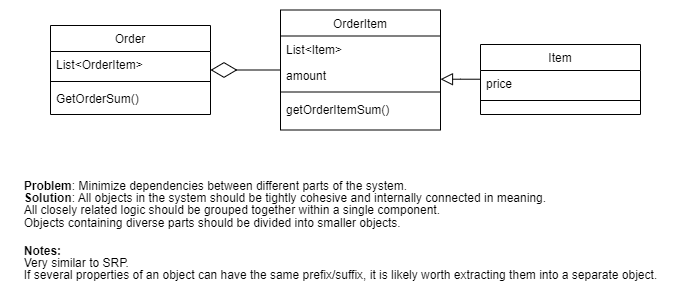 Order
List<OrderItem>
GetOrderSum()
OrderItem
List<Item>
amount
getOrderItemSum()
Item
price
Problem: Minimize dependencies between different parts of the system.
Solution: All objects in the system should be tightly cohesive and internally connected in meaning.
All closely related logic should be grouped together within a single component.
Objects containing diverse parts should be divided into smaller objects.
Notes:
Very similar to SRP.
If several properties of an object can have the same prefix/suffix, it is likely worth extracting them into a separate object.